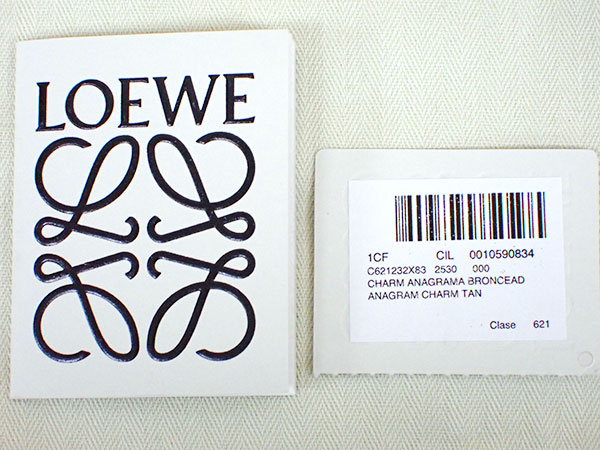 LOEWE
1CF CIL 0010590834
C621232X83 2530 000
CHARM ANAGRAMA BRONCEAD
ANAGRAM CHARM TAN
Clase 621